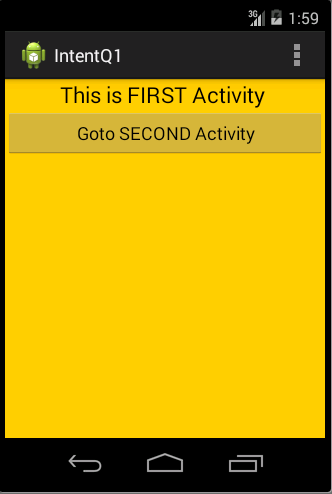 3G 1:59
IntentQ1
This is FIRST Activity
Goto SECOND Activity